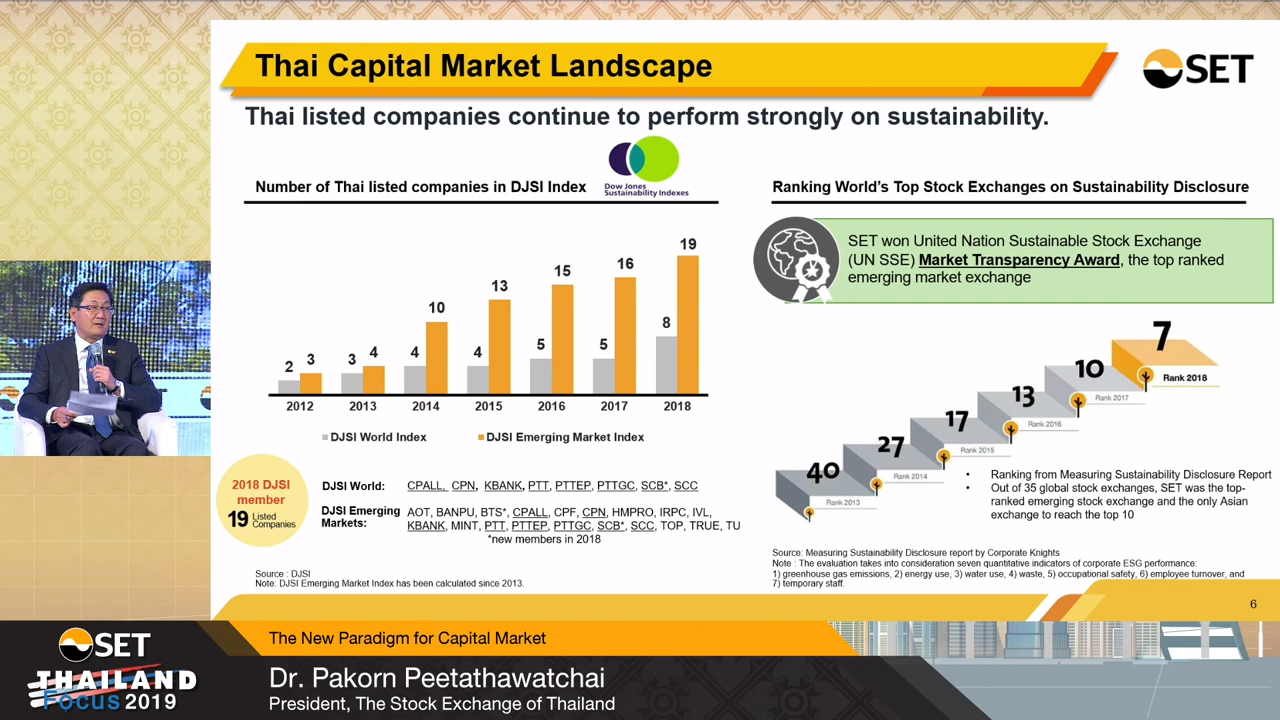 Thai Capital Market Landscape
SET
Thai listed companies continue to perform strongly on sustainability.
Number of Thai listed companies in DJSI Index
Dow Jones
Sustainability Indexes
2 3 3 4 4 10 4 13 5 15 5 16 8 19
2012 2013 2014 2015 2016 2017 2018
DJSI World Index DJSI Emerging Market Index
2018 DJSI
member
19 Listed
Companies
DJSI World: CPALL, CPN, KBANK, PTT, PTTEP, PTTGC, SCB*, SCC
DJSI Emerging
Markets:
AOT, BANPU, BTS*, CPALL, CPF, CPN, HMPRO, IRPC, IVL,
KBANK, MINT, PTT, PTTEP, PTTGC, SCB*, SCC, TOP, TRUE, TU
*new members in 2018
Source : DJSI
Note: DJSI Emerging Market Index has been calculated since 2013.
Ranking World's Top Stock Exchanges on Sustainability Disclosure
SET won United Nation Sustainable Stock Exchange
(UN SSE) Market Transparency Award, the top ranked
emerging market exchange
7
Rank 2018
10
Rank 2017
13
Rank 2016
17
Rank 2015
27
Rank 2014
40
Rank 2013
• Ranking from Measuring Sustainability Disclosure Report
• Out of 35 global stock exchanges, SET was the top-
ranked emerging stock exchange and the only Asian
exchange to reach the top 10
Source: Measuring Sustainability Disclosure report by Corporate Knights
Note : The evaluation takes into consideration seven quantitative indicators of corporate ESG performance:
1) greenhouse gas emissions, 2) energy use, 3) water use, 4) waste, 5) occupational safety, 6) employee turnover, and
7) temporary staff.
6
SET
THAILAND
FOCUS 2019
The New Paradigm for Capital Market
Dr. Pakorn Peetathawatchai
President, The Stock Exchange of Thailand